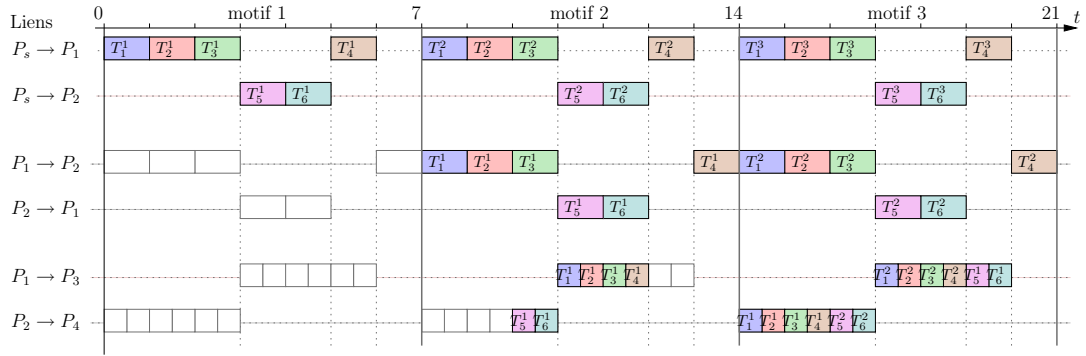 Liens 0 motif 1 7 motif 2 14 motif 3 21 t
P_s → P_1 T_1^1 T_2^1 T_3^1 T_4^1 T_1^2 T_2^2 T_3^2 T_4^2 T_1^3 T_2^3 T_3^3 T_4^3
P_s → P_2 T_5^1 T_6^1 T_5^2 T_6^2 T_5^3 T_6^3
P_1 → P_2 T_1^1 T_2^1 T_3^1 T_4^1 T_1^2 T_2^2 T_3^2 T_4^2
P_2 → P_1 T_5^1 T_6^1 T_5^2 T_6^2
P_1 → P_3 T_1^1 T_2^1 T_3^1 T_4^1 T_1^2 T_2^2 T_3^2 T_4^2 T_5^1 T_6^1
P_2 → P_4 T_5^1 T_6^1 T_1^1 T_2^1 T_3^1 T_4^1 T_5^2 T_6^2